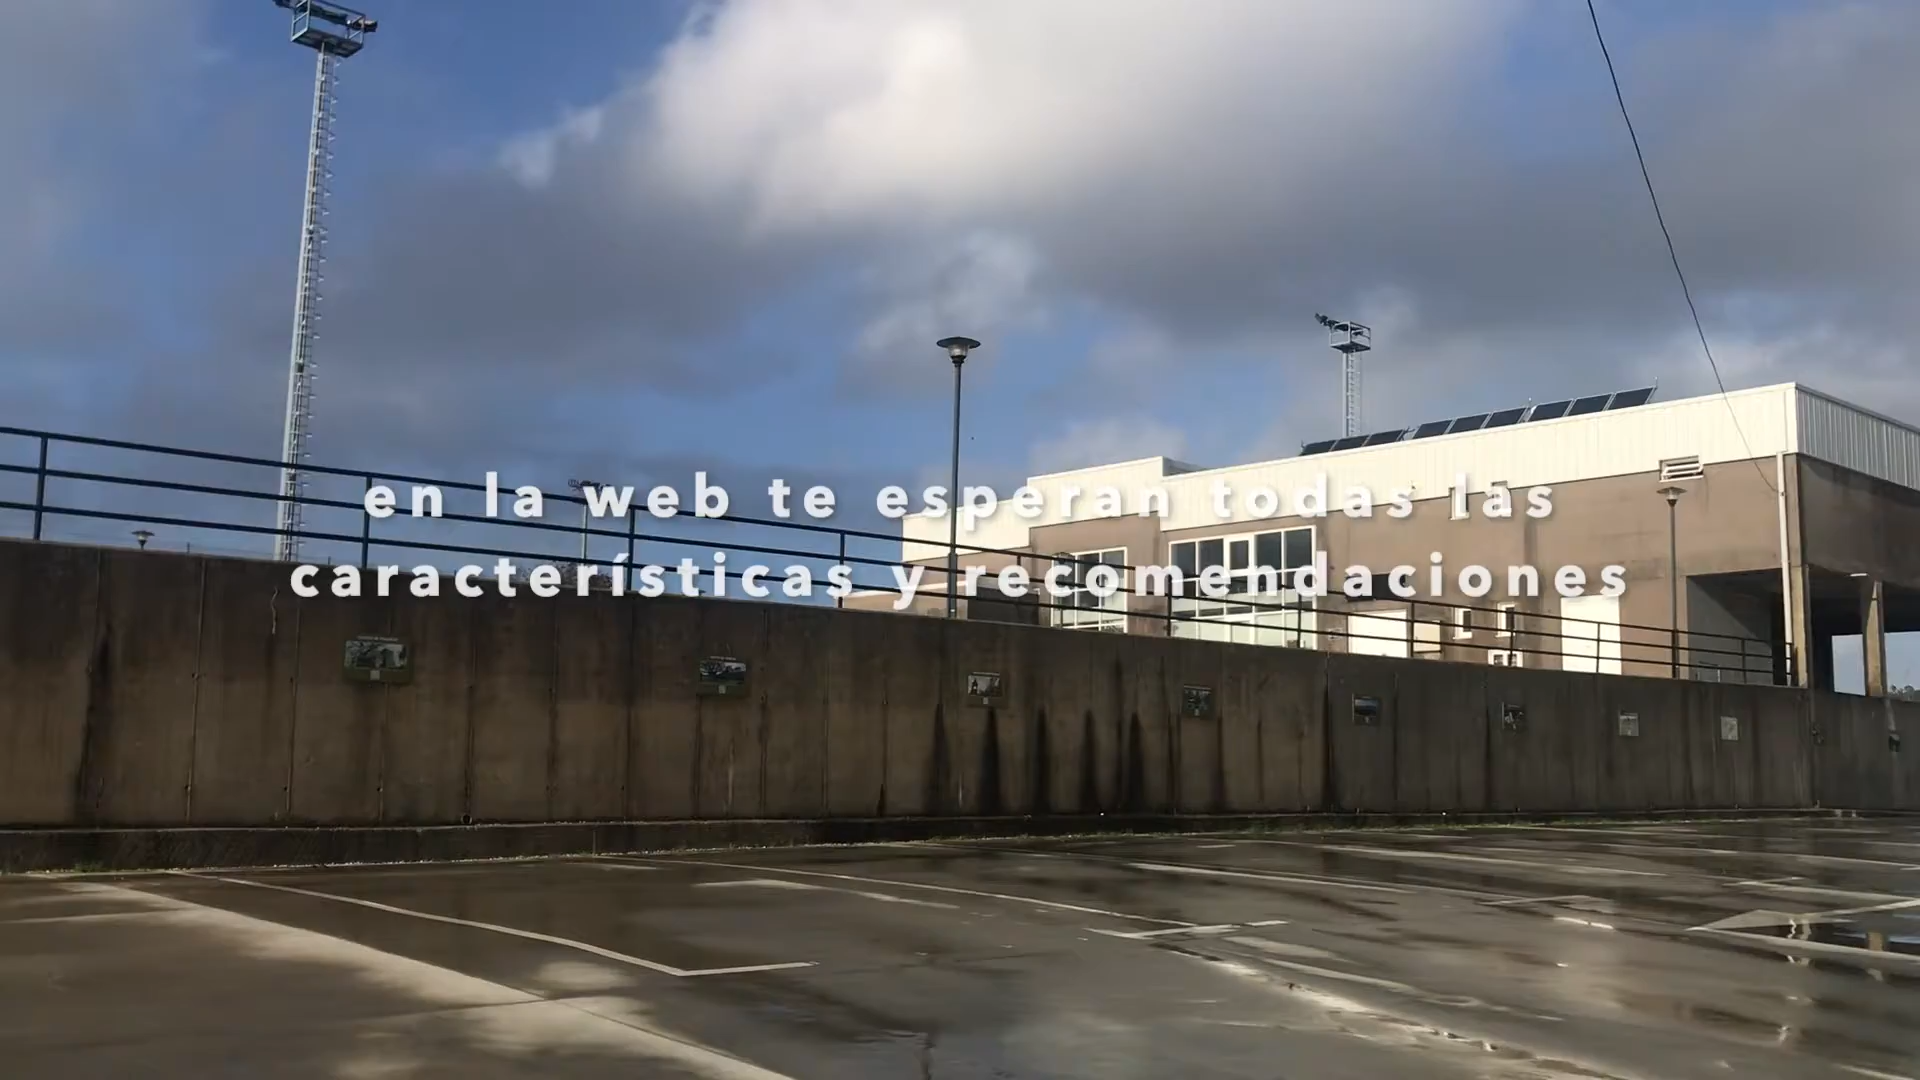 en la web te esperan todas las
características y recomendaciones